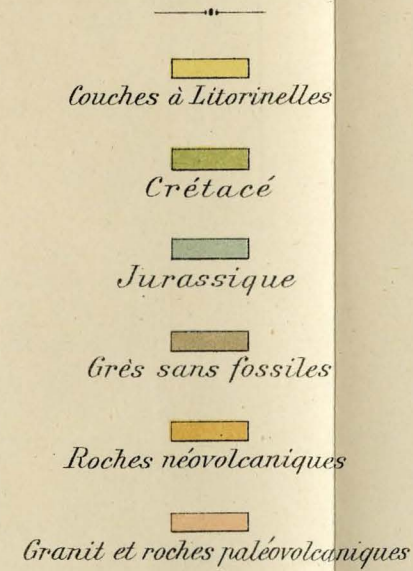 Couches à Litorinelles
Crétacé
Jurassique
Grès sans fossiles
Roches néovolcaniques
Granit et roches paléovolcaniques